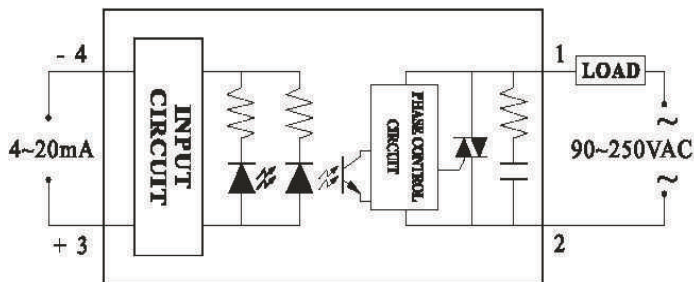 - 4
4~20mA
+ 3
INPUT
CIRCUIT
PHASE CONTROL
CIRCUIT
1
LOAD
~
90~250VAC
~
2